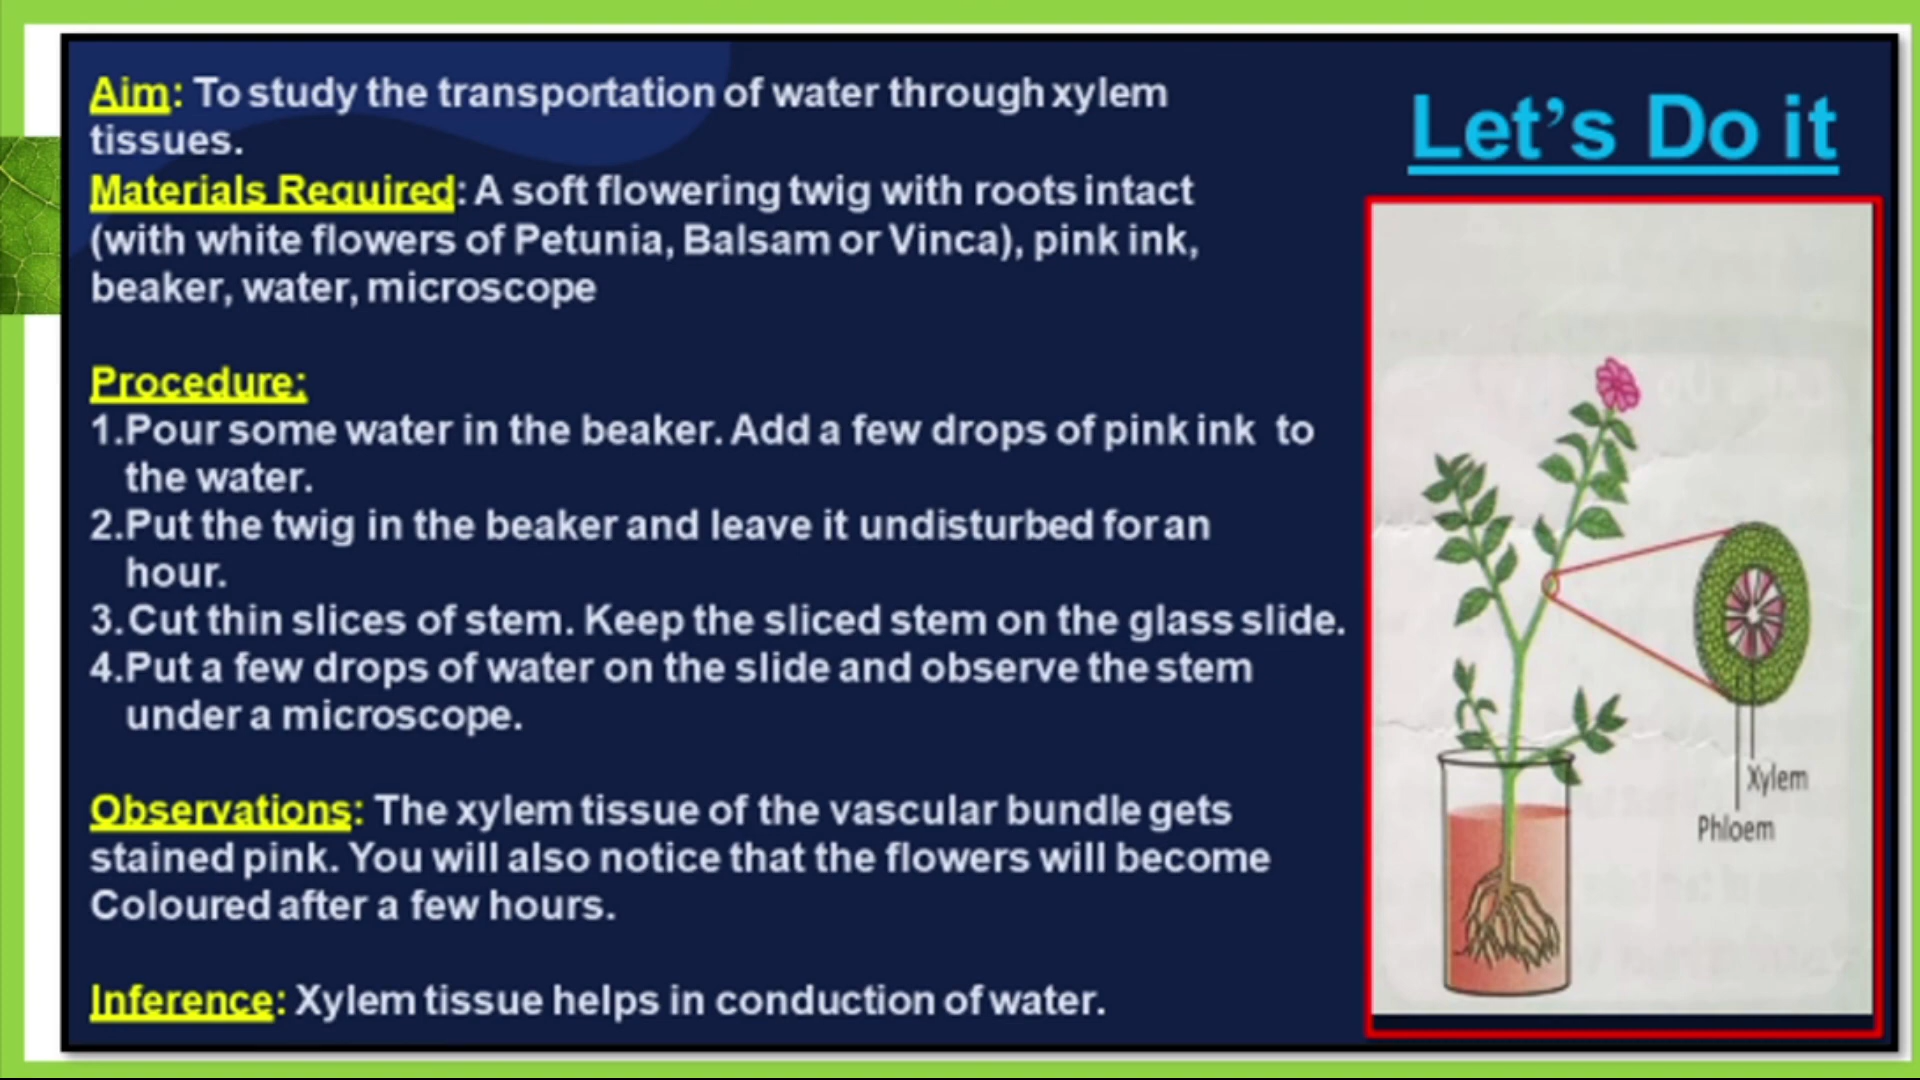 Aim: To study the transportation of water through xylem
tissues.
Materials Required: A soft flowering twig with roots intact
(with white flowers of Petunia, Balsam or Vinca), pink ink,
beaker, water, microscope
Procedure:
1.Pour some water in the beaker. Add a few drops of pink ink to
the water.
2.Put the twig in the beaker and leave it undisturbed for an
hour.
3.Cut thin slices of stem. Keep the sliced stem on the glass slide.
4.Put a few drops of water on the slide and observe the stem
under a microscope.
Observations: The xylem tissue of the vascular bundle gets
stained pink. You will also notice that the flowers will become
Coloured after a few hours.
Inference: Xylem tissue helps in conduction of water.
Let’s Do it
Xylem
Phloem